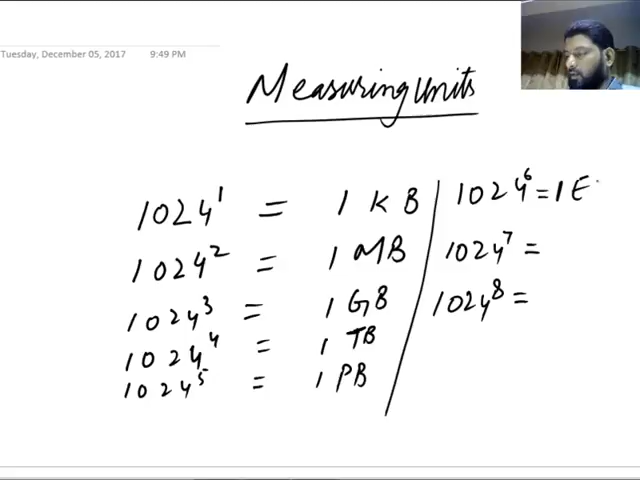 Tuesday, December 05, 2017 9:49 PM
Measuring Units
1024¹ = 1 KB
1024² = 1 MB
1024³ = 1 GB
1024⁴ = 1 TB
1024⁵ = 1 PB
1024⁶ = 1 E
1024⁷ =
1024⁸ =